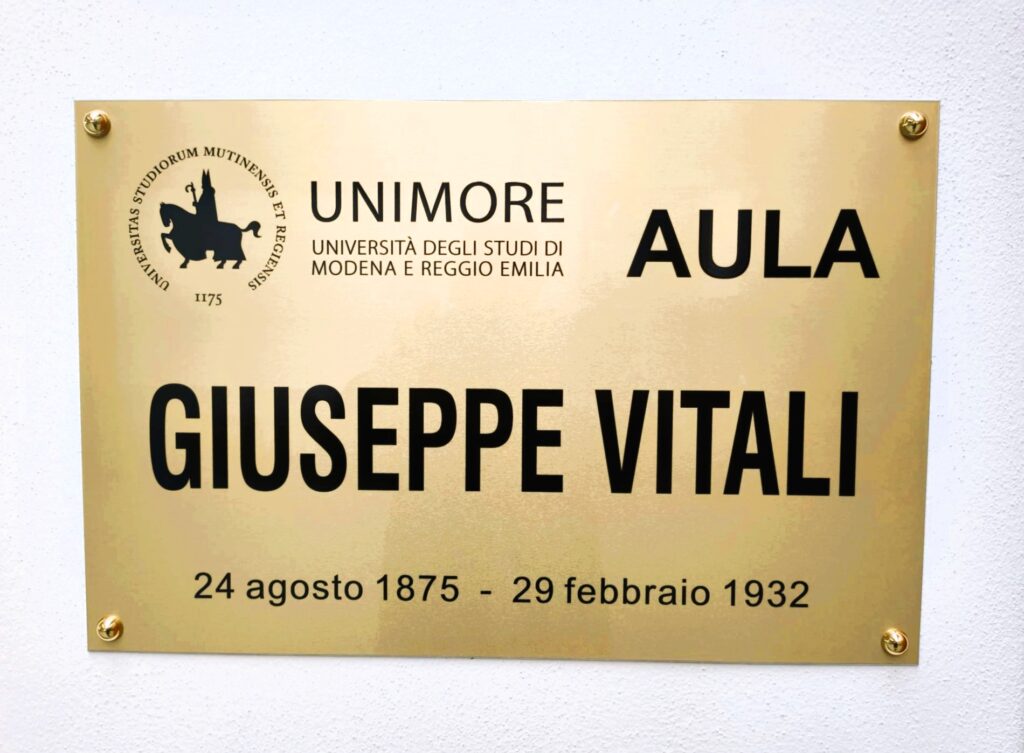 UNIVERSITAS STUDIORUM MUTINENSIS ET REGIENSIS
1175
UNIMORE
UNIVERSITÀ DEGLI STUDI DI
MODENA E REGGIO EMILIA
AULA
GIUSEPPE VITALI
24 agosto 1875 - 29 febbraio 1932